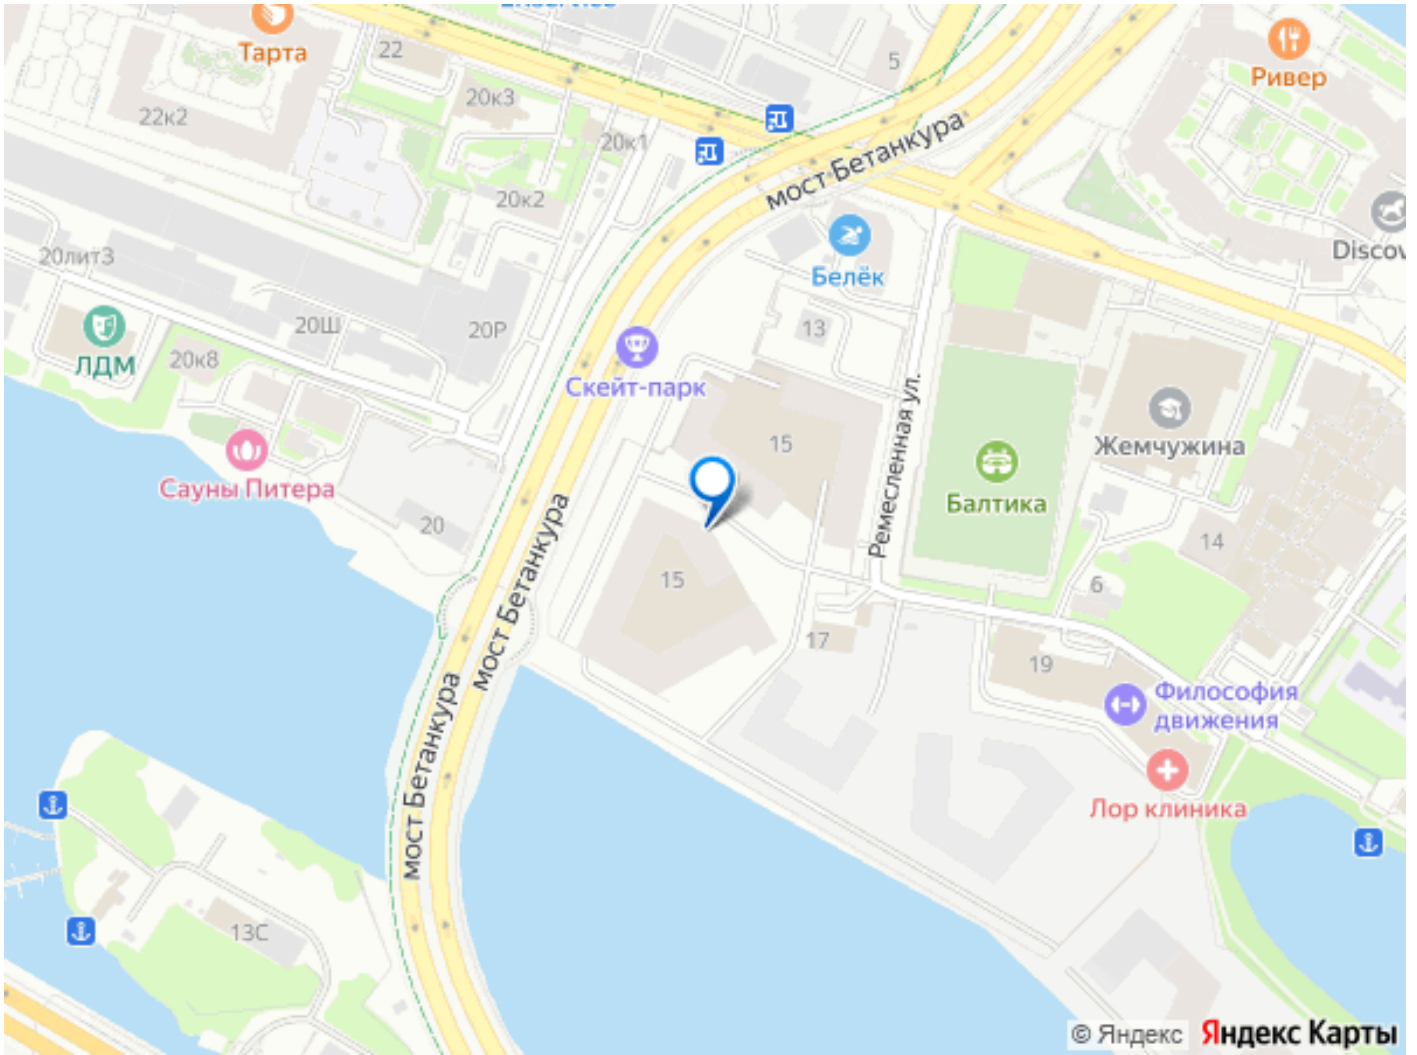 Тарта
22
5
Ривер
20к3
22к2
20к1
мост Бетанкура
20к2
Discov
20лит3
Белёк
20Ш
20Р
13
ЛДМ
20к8
Скейт-парк
Ремесленная ул.
15
Жемчужина
Сауны Питера
Балтика
20
14
мост Бетанкура
15
6
17
19
мост Бетанкура
Философия
движения
Лор клиника
13С
© Яндекс
Яндекс Карты